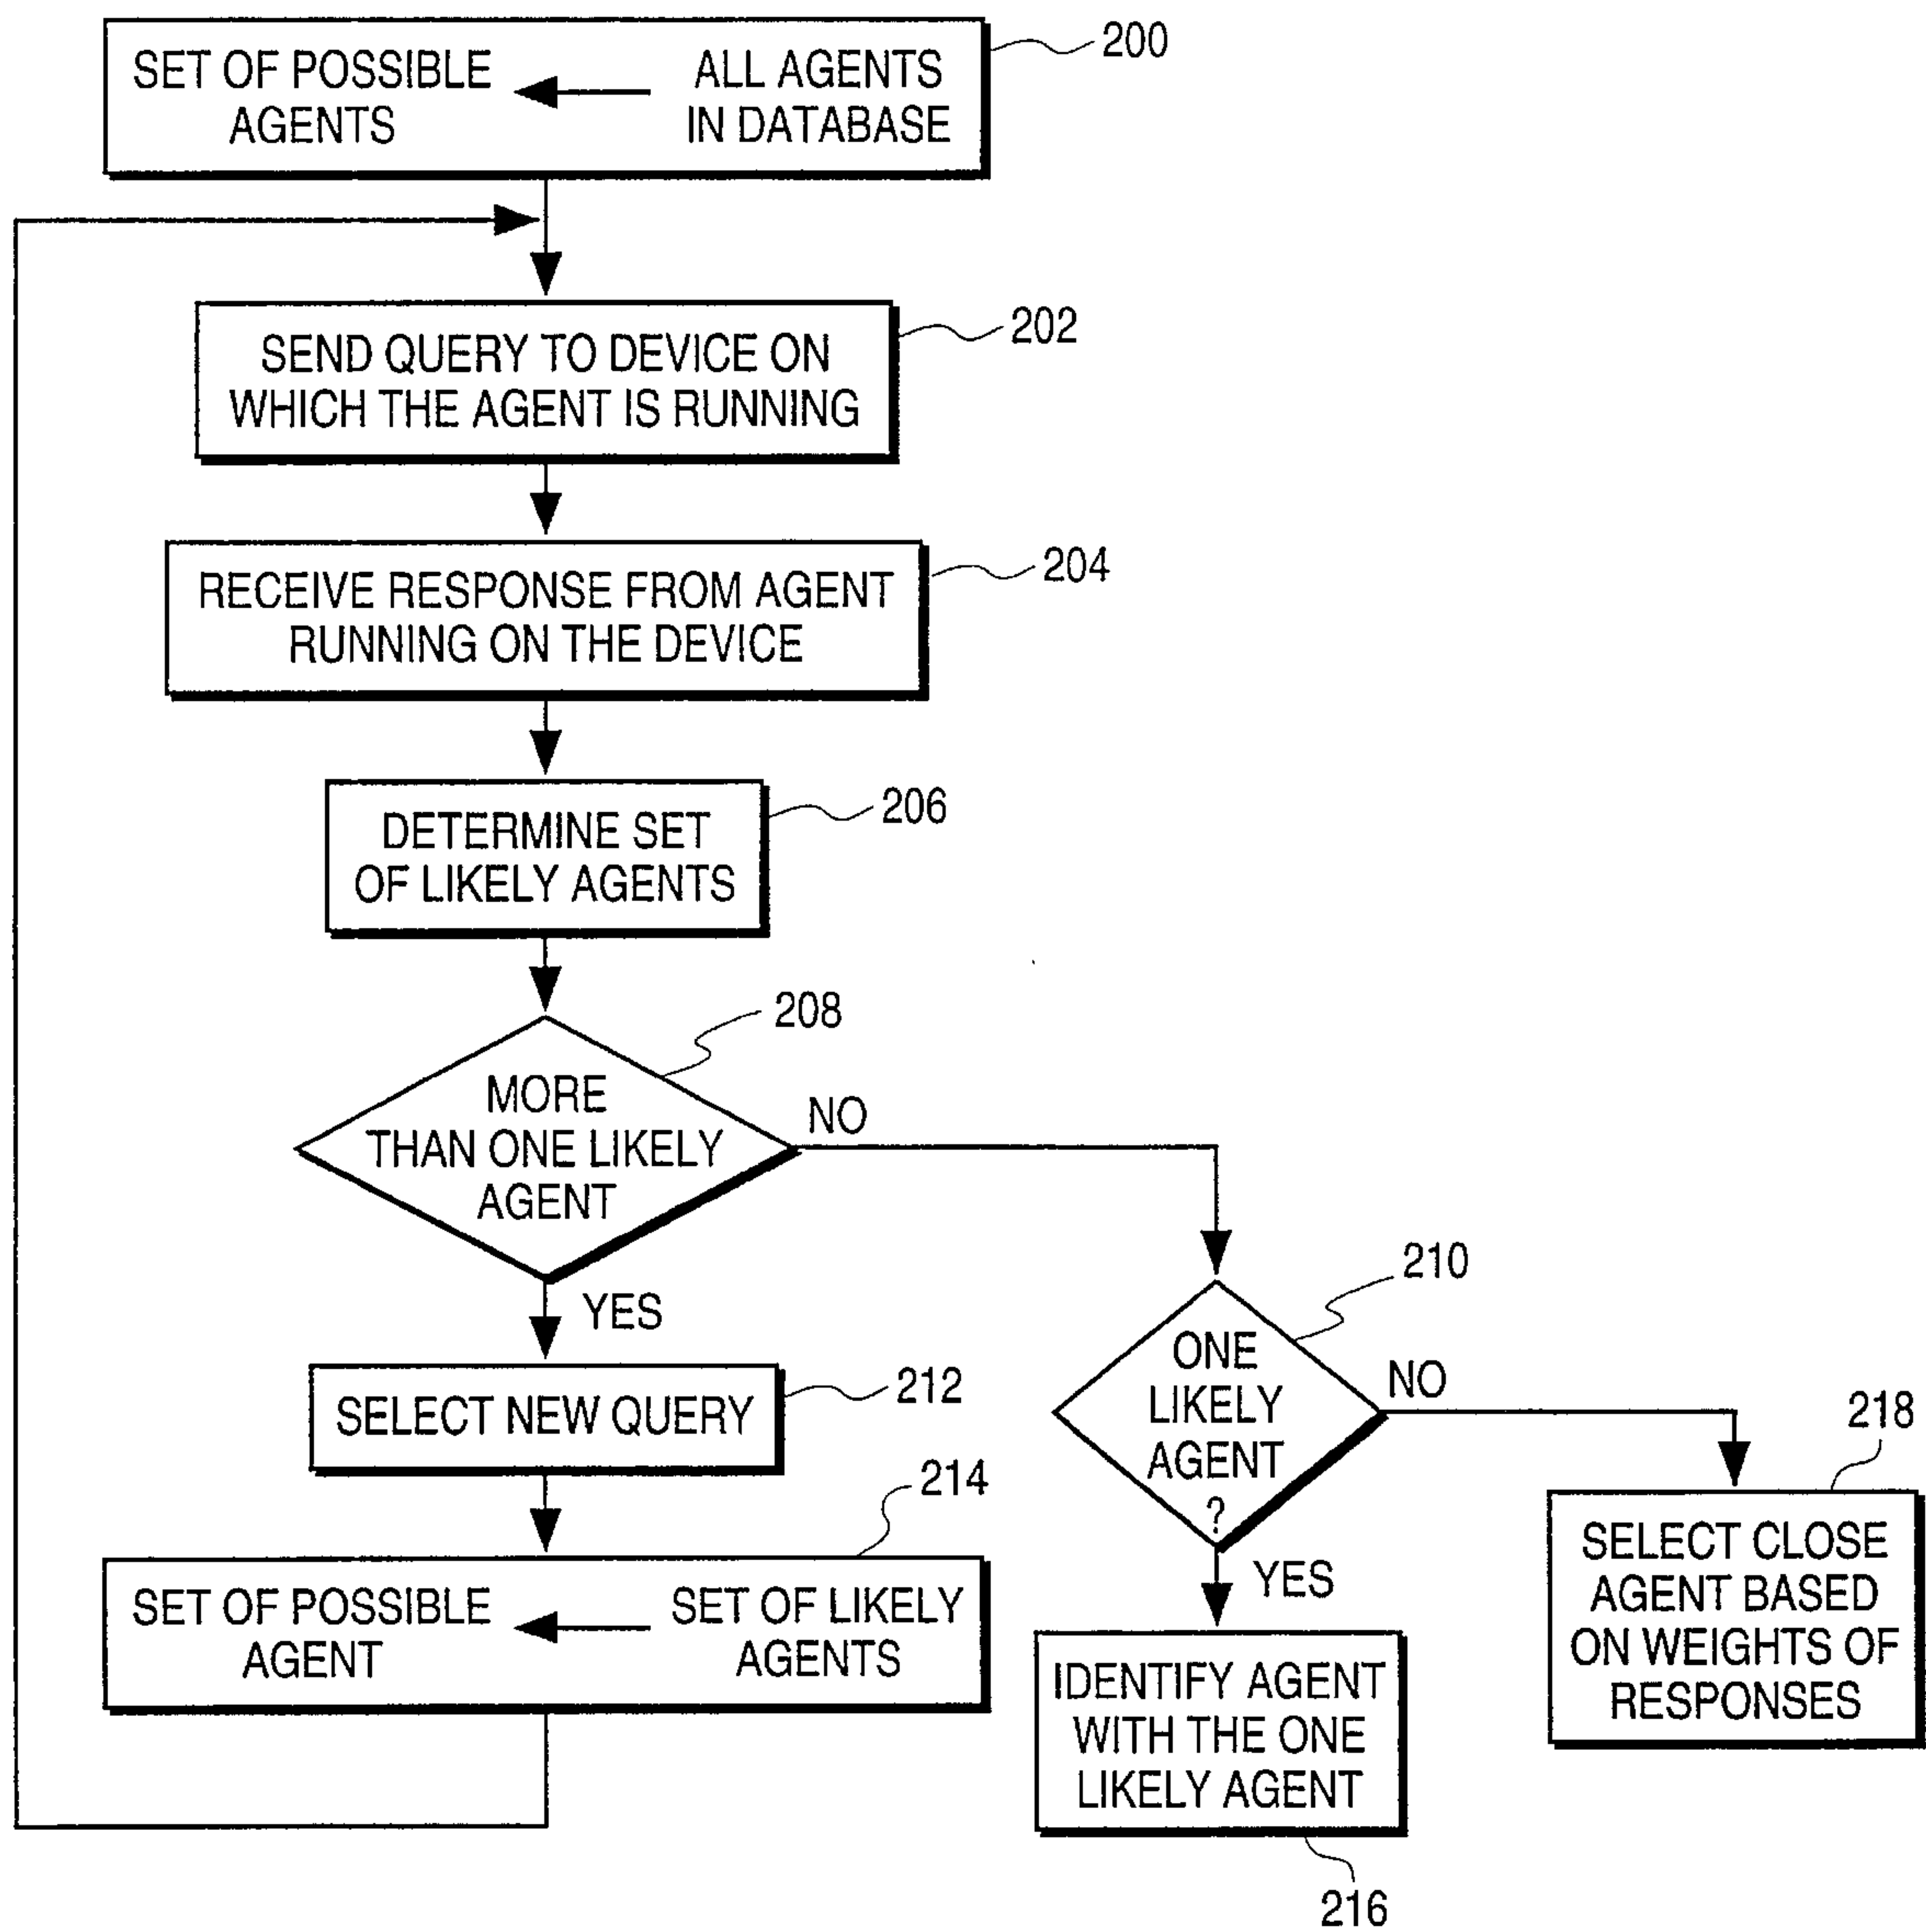 SET OF POSSIBLE
AGENTS
ALL AGENTS
IN DATABASE
200
SEND QUERY TO DEVICE ON
WHICH THE AGENT IS RUNNING
202
RECEIVE RESPONSE FROM AGENT
RUNNING ON THE DEVICE
204
DETERMINE SET
OF LIKELY AGENTS
206
MORE
THAN ONE LIKELY
AGENT
208
NO
YES
ONE
LIKELY
AGENT
?
210
NO
YES
SELECT NEW QUERY
212
SET OF POSSIBLE
AGENT
SET OF LIKELY
AGENTS
214
IDENTIFY AGENT
WITH THE ONE
LIKELY AGENT
216
SELECT CLOSE
AGENT BASED
ON WEIGHTS OF
RESPONSES
218